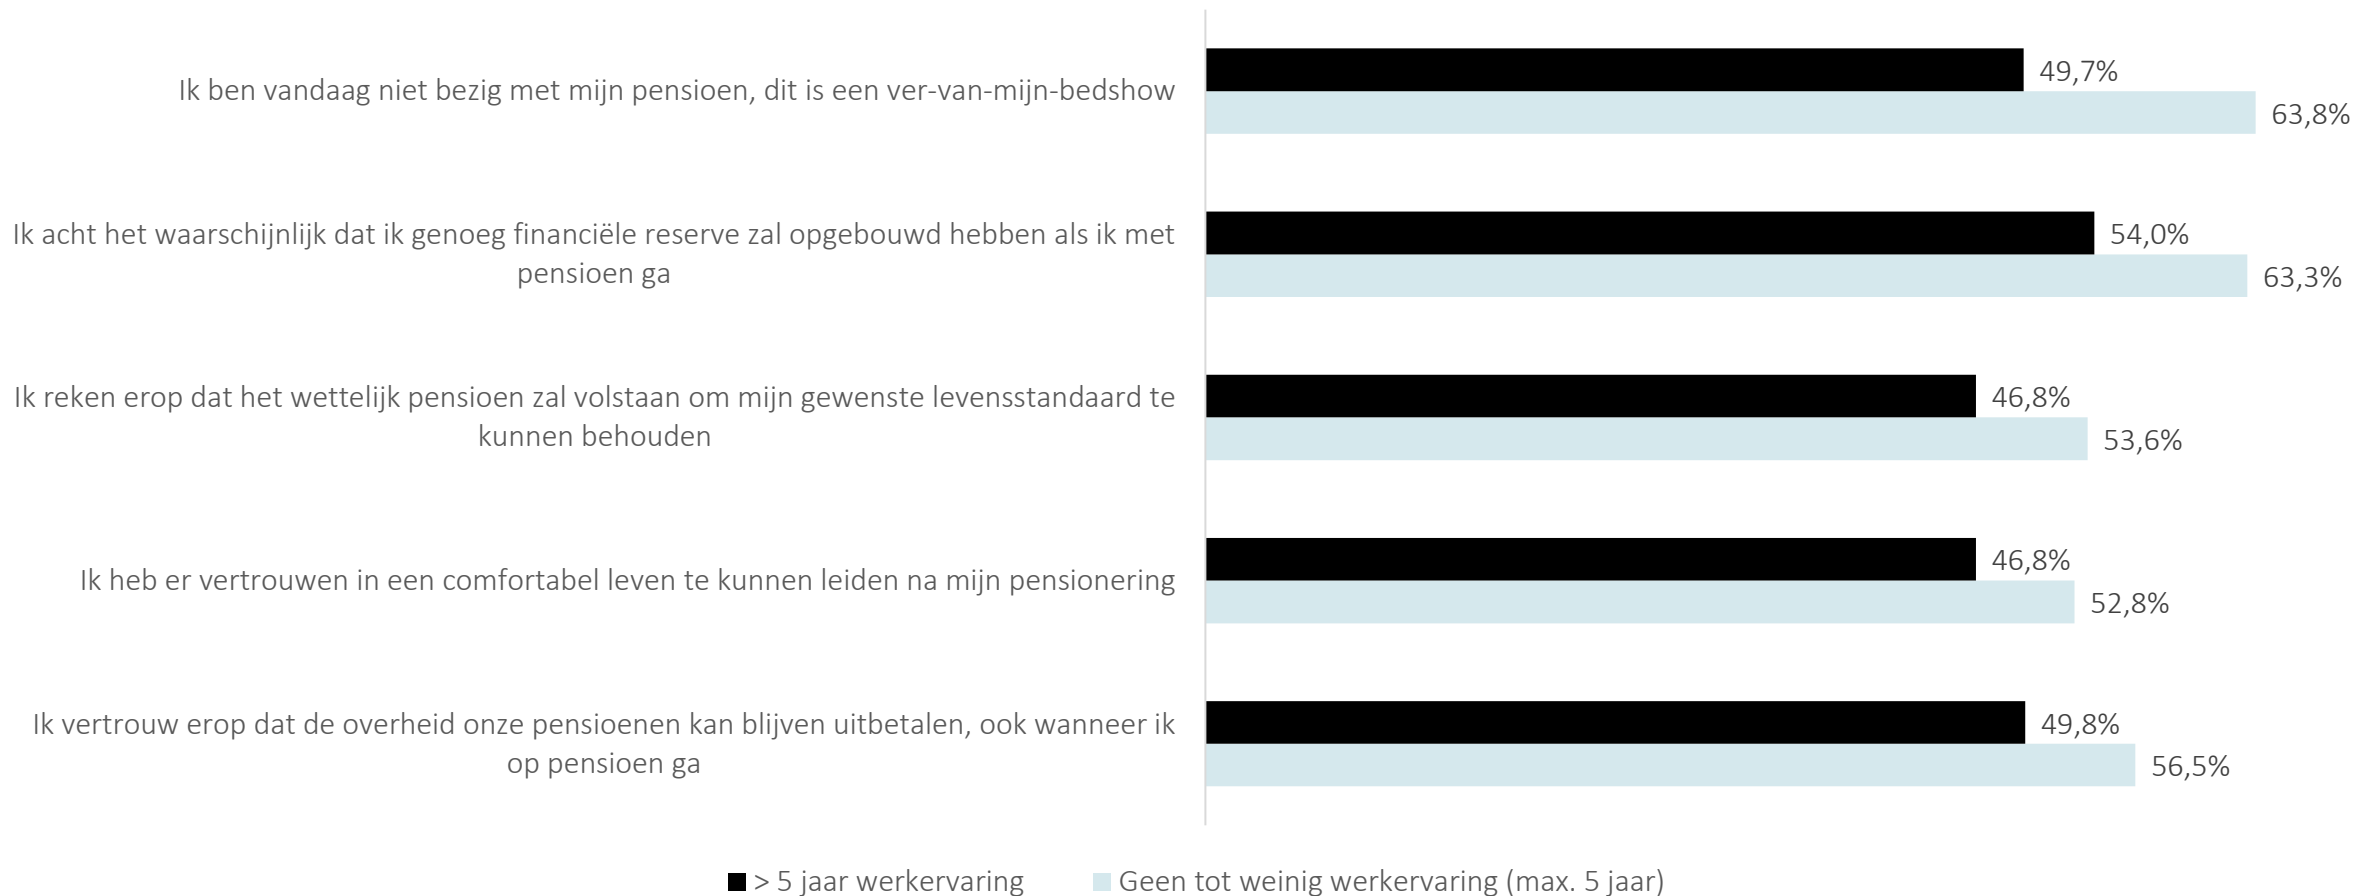 Ik ben vandaag niet bezig met mijn pensioen, dit is een ver-van-mijn-bedshow
49,7%
63,8%
Ik acht het waarschijnlijk dat ik genoeg financiële reserve zal opgebouwd hebben als ik met
pensioen ga
54,0%
63,3%
Ik reken erop dat het wettelijk pensioen zal volstaan om mijn gewenste levensstandaard te
kunnen behouden
46,8%
53,6%
Ik heb er vertrouwen in een comfortabel leven te kunnen leiden na mijn pensionering
46,8%
52,8%
Ik vertrouw erop dat de overheid onze pensioenen kan blijven uitbetalen, ook wanneer ik
op pensioen ga
49,8%
56,5%
> 5 jaar werkervaring
Geen tot weinig werkervaring (max. 5 jaar)